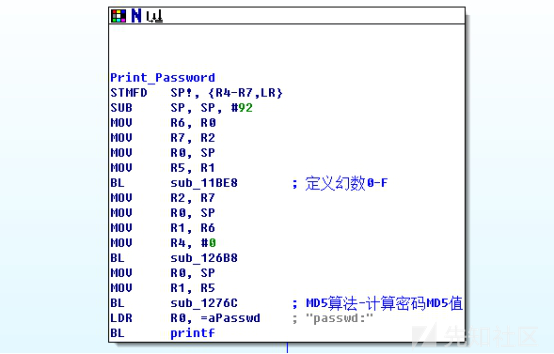 Print_Password
STMFD SP!, {R4-R7,LR}
SUB SP, SP, #92
MOV R6, R0
MOV R7, R2
MOV R0, SP
MOV R5, R1
BL sub_11BE8 ; 定义幻数0-F
MOV R2, R7
MOV R0, SP
MOV R1, R6
MOV R4, #0
BL sub_126B8
MOV R0, SP
MOV R1, R5
BL sub_1276C ; MD5算法-计算密码MD5值
LDR R0, =aPasswd ; "passwd:"
BL printf
先知社区